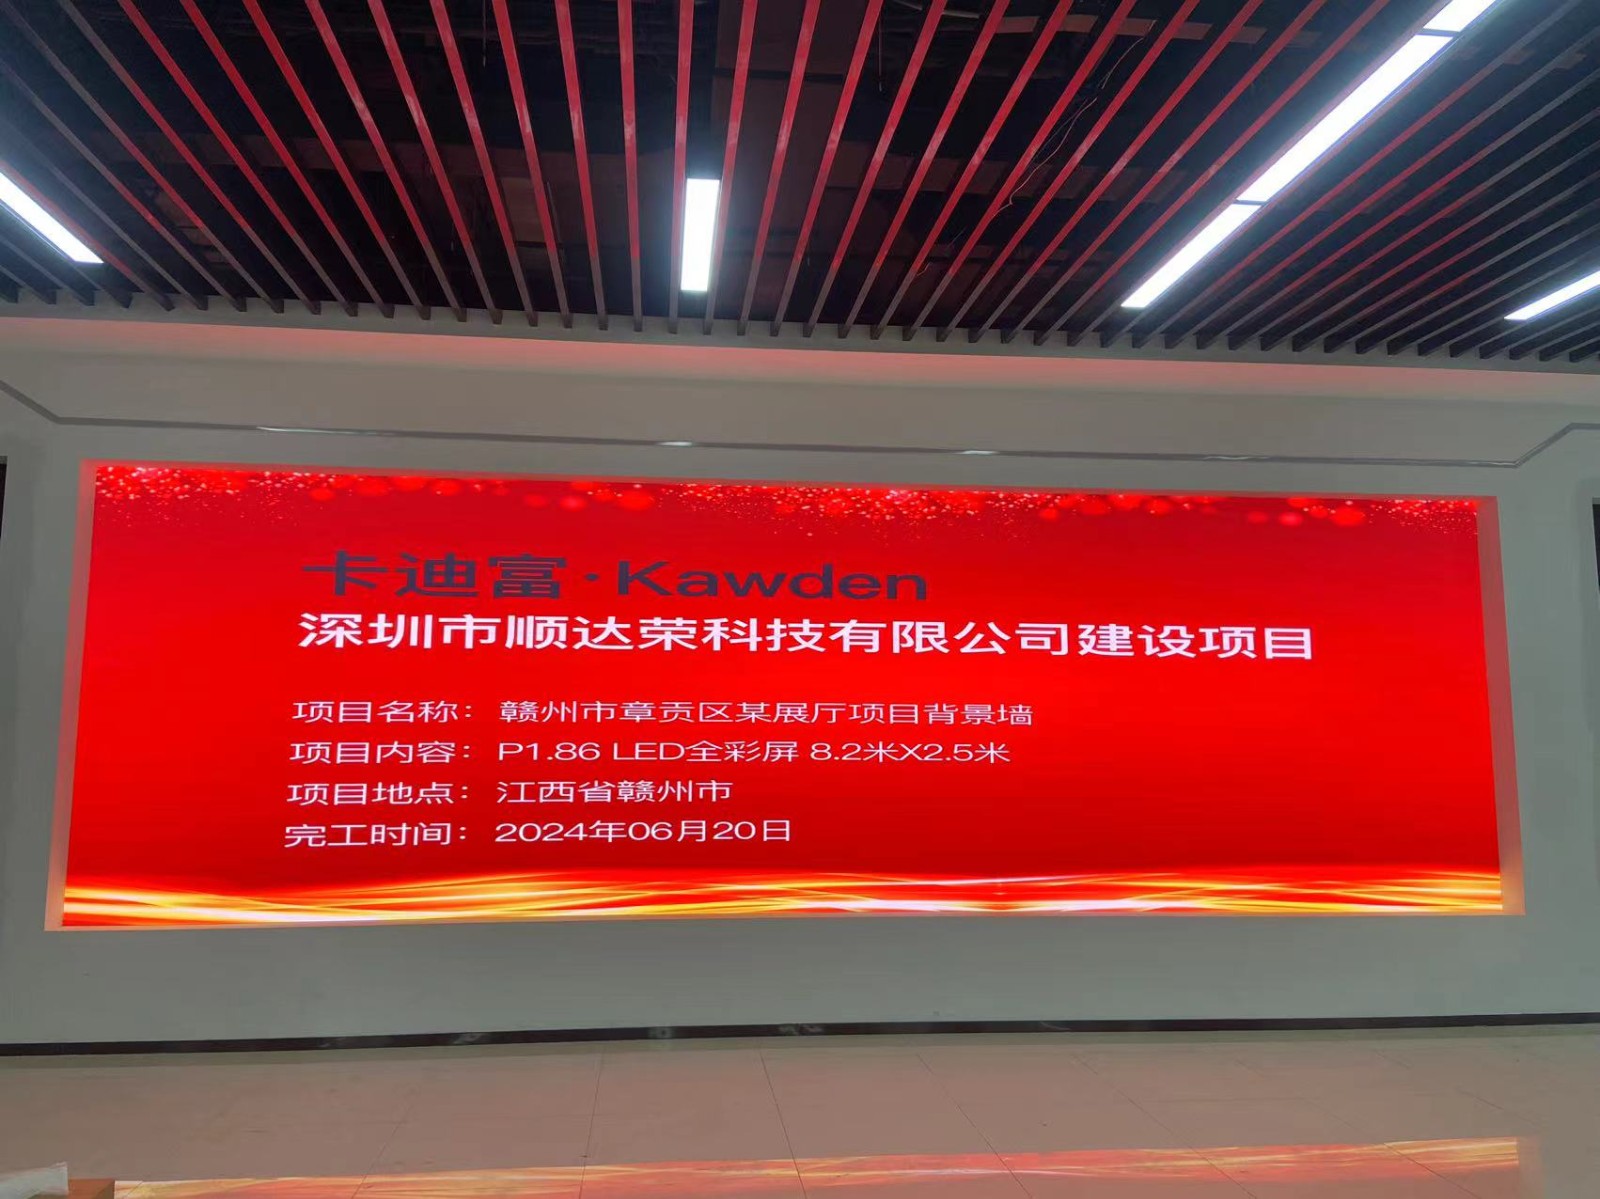 卡迪富·Kawden
深圳市顺达荣科技有限公司建设项目
项目名称： 赣州市章贡区某展厅项目背景墙
项目内容： P1.86 LED全彩屏 8.2米X2.5米
项目地点： 江西省赣州市
完工时间： 2024年06月20日